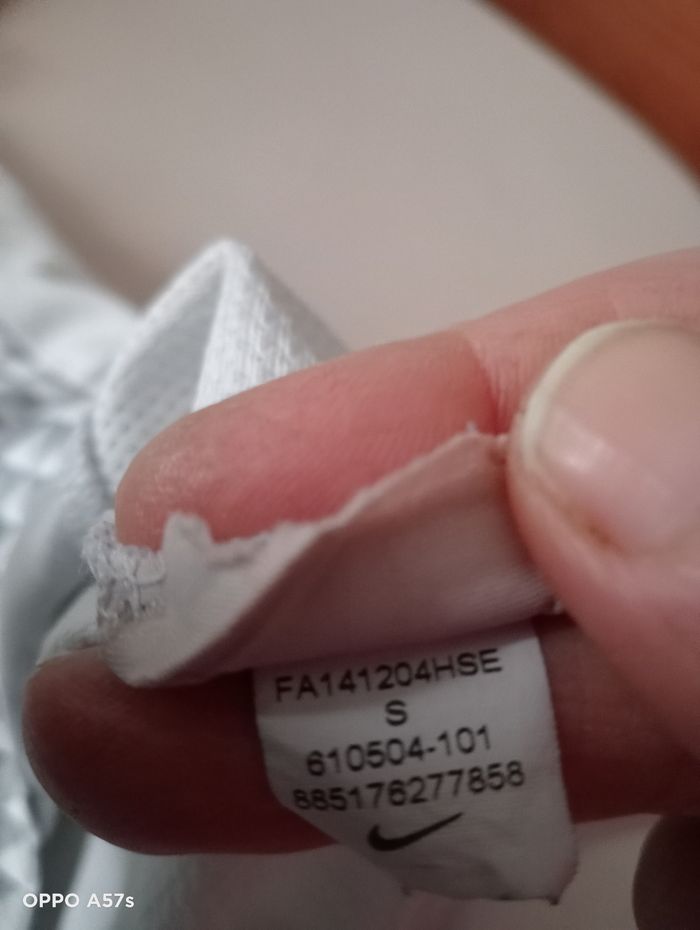 FA141204HSE
S
610504-101
885176277858
OPPO A57s